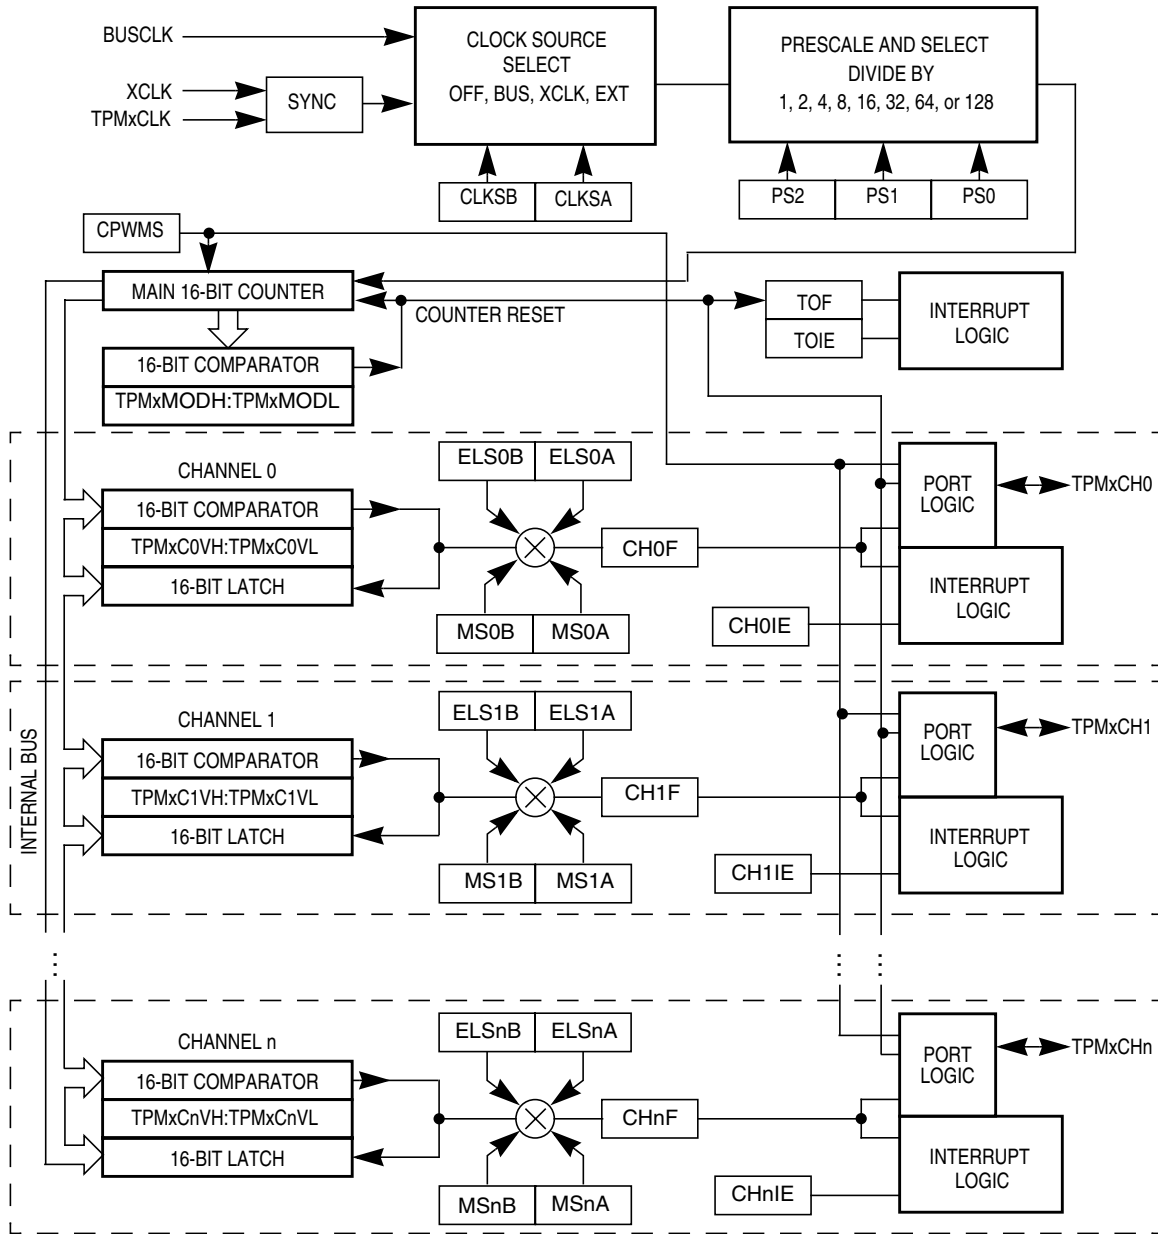 BUSCLK
XCLK
TPMxCLK
SYNC
CLOCK SOURCE
SELECT
OFF, BUS, XCLK, EXT
PRESCALE AND SELECT
DIVIDE BY
1, 2, 4, 8, 16, 32, 64, or 128
CLKSB
CLKSA
PS2
PS1
PS0
CPWMS
MAIN 16-BIT COUNTER
COUNTER RESET
TOF
TOIE
INTERRUPT
LOGIC
16-BIT COMPARATOR
TPMxMODH:TPMxMODL
INTERNAL BUS
CHANNEL 0
16-BIT COMPARATOR
TPMxC0VH:TPMxC0VL
16-BIT LATCH
ELS0B
ELS0A
MS0B
MS0A
CH0F
CH0IE
PORT
LOGIC
INTERRUPT
LOGIC
TPMxCH0
CHANNEL 1
16-BIT COMPARATOR
TPMxC1VH:TPMxC1VL
16-BIT LATCH
ELS1B
ELS1A
MS1B
MS1A
CH1F
CH1IE
PORT
LOGIC
INTERRUPT
LOGIC
TPMxCH1
...
... ...
CHANNEL n
16-BIT COMPARATOR
TPMxCnVH:TPMxCnVL
16-BIT LATCH
ELSnB
ELSnA
MSnB
MSnA
CHnF
CHnIE
PORT
LOGIC
INTERRUPT
LOGIC
TPMxCHn